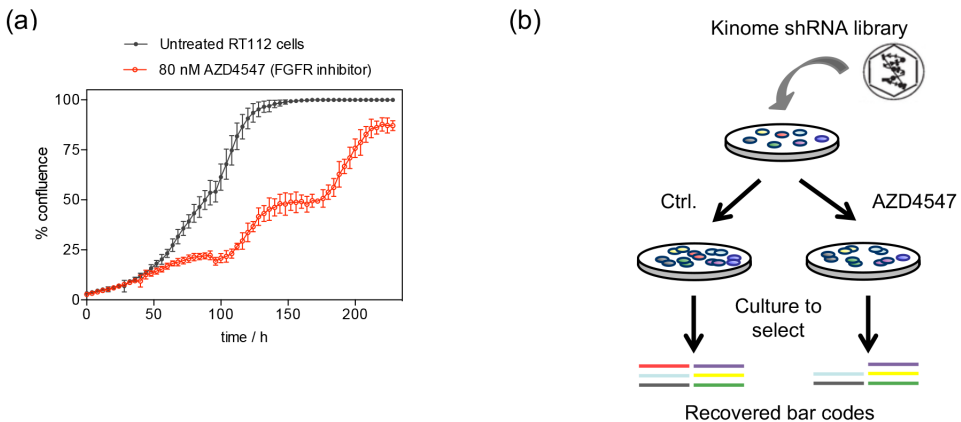 (a)
Untreated RT112 cells
80 nM AZD4547 (FGFR inhibitor)
100
75
50
25
0
% confluence
0 50 100 150 200
time / h
(b)
Kinome shRNA library
Ctrl.
AZD4547
Culture to
select
Recovered bar codes